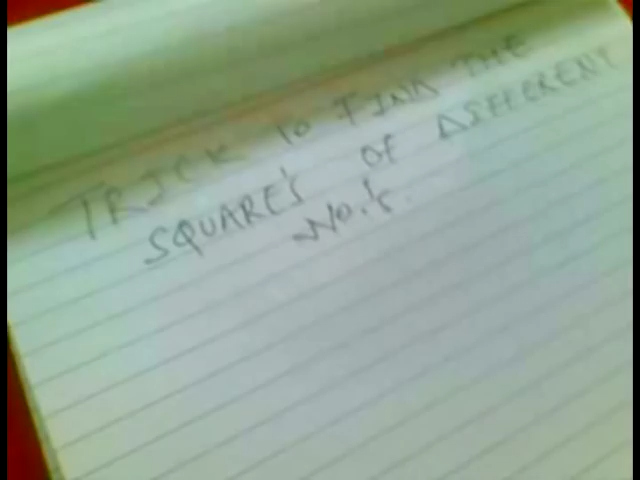 TRICK TO FIND THE
SQUARE'S OF DIFFERENT
No.'s